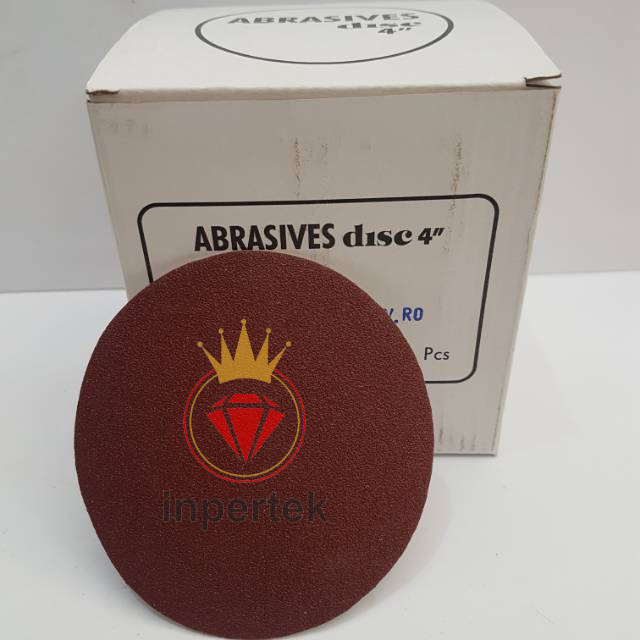 ABRASIVES
disc
4"
ABRASIVES disc 4"
.RO
Pcs
inpertek